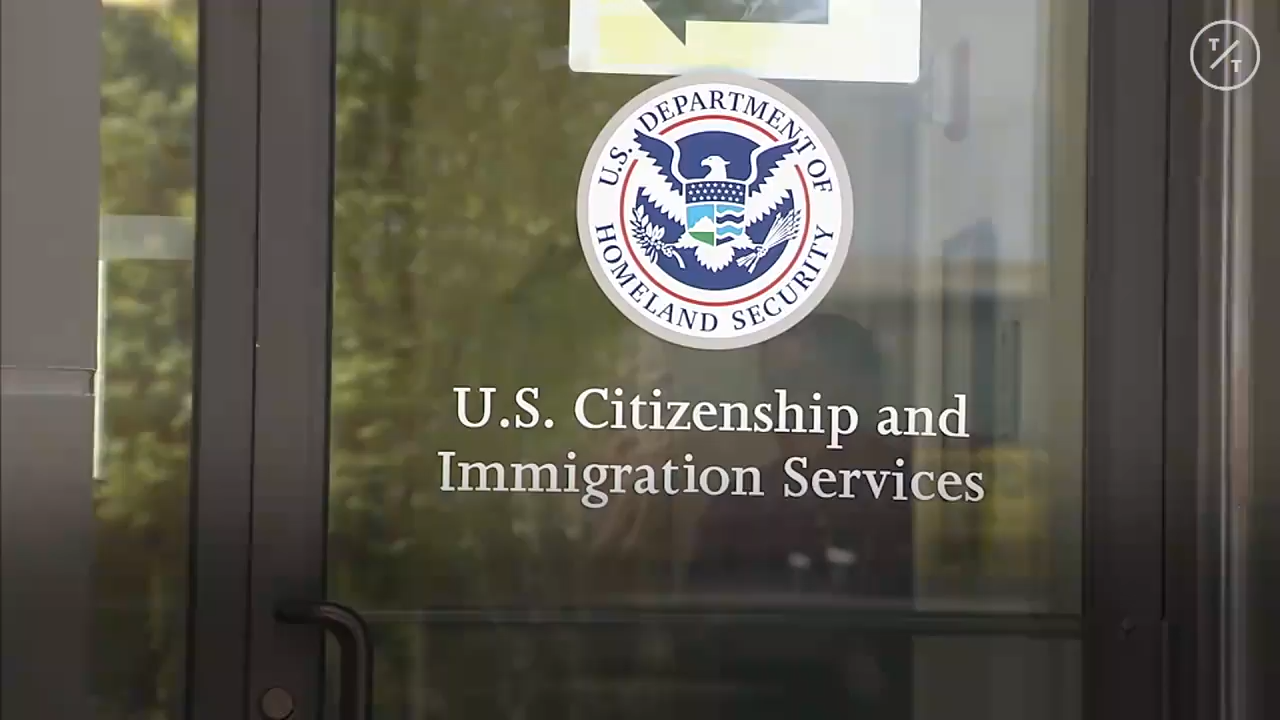 T/T
U.S. DEPARTMENT OF
HOMELAND SECURITY
U.S. Citizenship and
Immigration Services